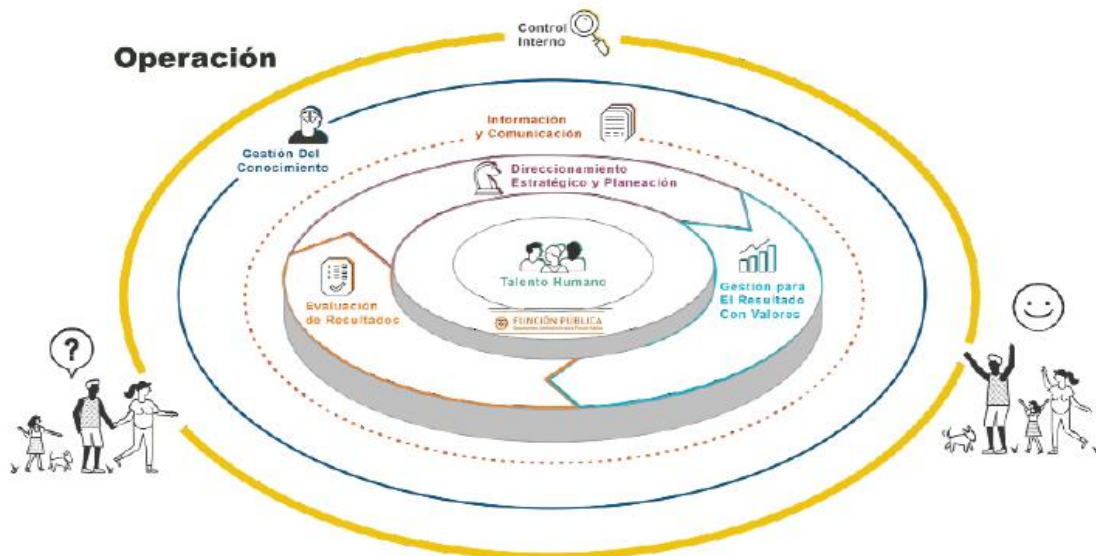 Operación
Control
Interno
Información
y Comunicación
Gestión Del
Conocimiento
Direccionamiento
Estratégico y Planeación
Talento Humano
Gestión para
El Resultado
Con Valores
Evaluación
de Resultados
FUNCIÓN PÚBLICA
?